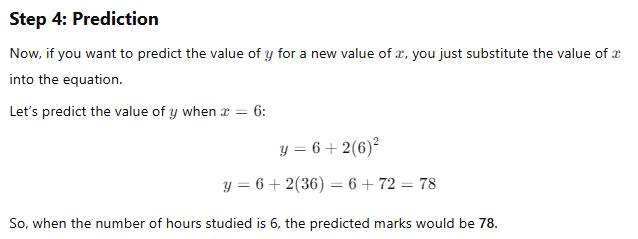 Step 4: Prediction
Now, if you want to predict the value of y for a new value of x, you just substitute the value of x
into the equation.
Let's predict the value of y when x = 6:
y = 6 + 2(6)²
y = 6 + 2(36) = 6 + 72 = 78
So, when the number of hours studied is 6, the predicted marks would be 78.